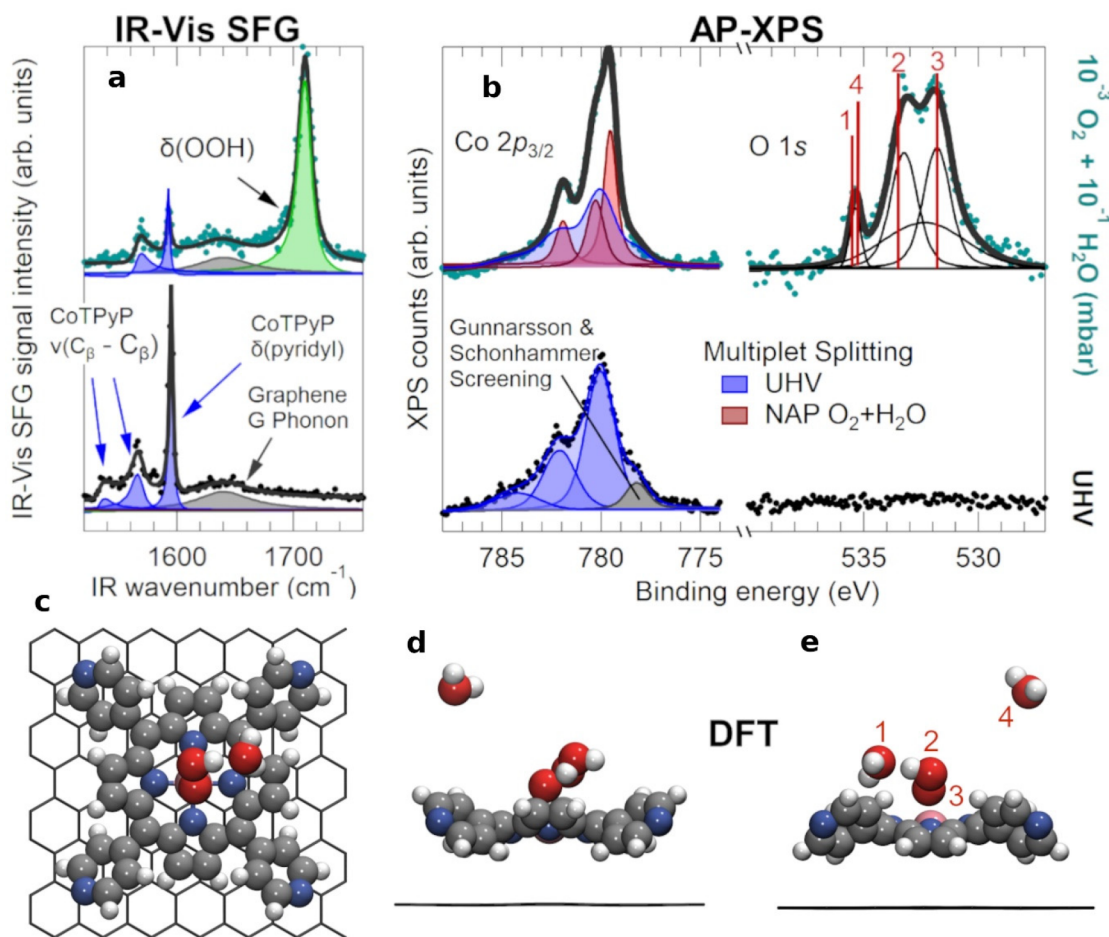 IR-Vis SFG
AP-XPS
a
b
IR-Vis SFG signal intensity (arb. units)
δ(OOH)
CoTPyP
ν(Cβ − Cβ)
CoTPyP
δ(pyridyl)
Graphene
G Phonon
1600
1700
IR wavenumber (cm⁻¹)
XPS counts (arb. units)
Co 2p₃/₂
O 1s
1
4
2
3
Gunnarsson &
Schonhammer
Screening
Multiplet Splitting
UHV
NAP O₂+H₂O
785
780
775
535
530
Binding energy (eV)
10⁻³ O₂ + 10⁻¹ H₂O (mbar)
UHV
c
d
e
DFT
1
2
3
4